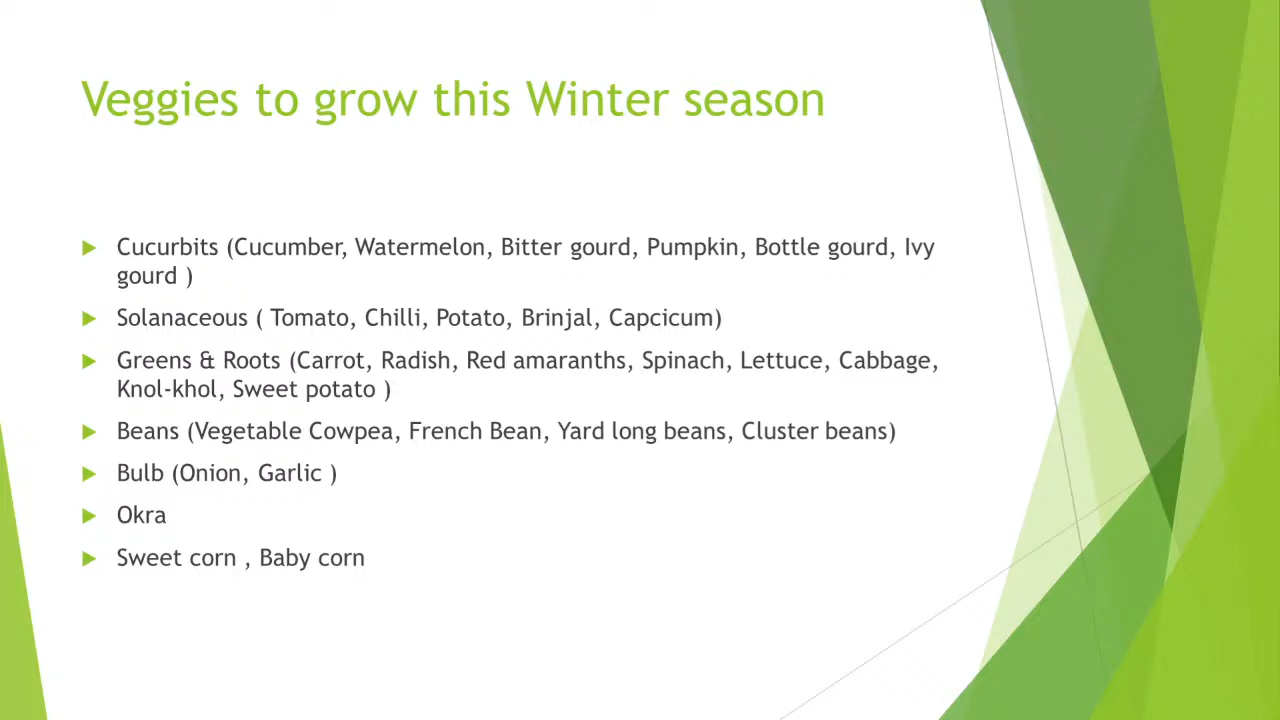 Veggies to grow this Winter season
Cucurbits (Cucumber, Watermelon, Bitter gourd, Pumpkin, Bottle gourd, Ivy
gourd )
Solanaceous ( Tomato, Chilli, Potato, Brinjal, Capcicum)
Greens & Roots (Carrot, Radish, Red amaranths, Spinach, Lettuce, Cabbage,
Knol-khol, Sweet potato )
Beans (Vegetable Cowpea, French Bean, Yard long beans, Cluster beans)
Bulb (Onion, Garlic )
Okra
Sweet corn , Baby corn